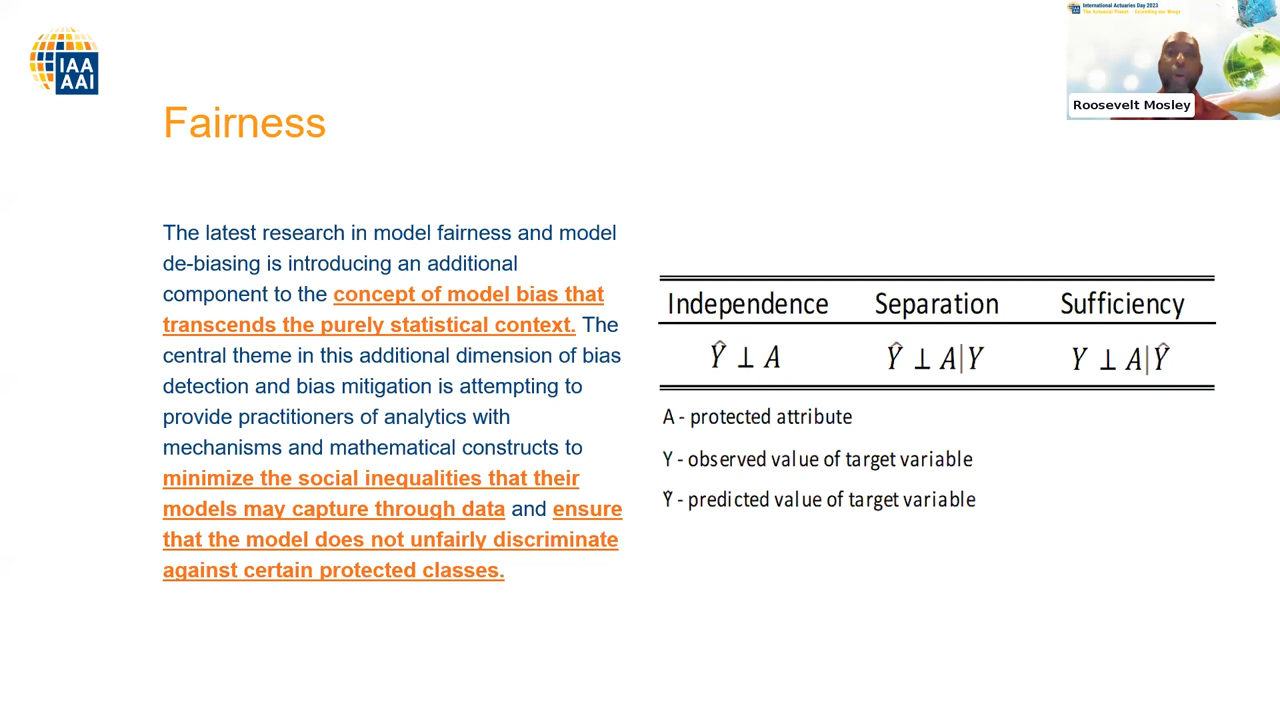 IAA
AAI
International Actuaries Day 2023
Roosevelt Mosley
Fairness
The latest research in model fairness and model
de-biasing is introducing an additional
component to the concept of model bias that
transcends the purely statistical context. The
central theme in this additional dimension of bias
detection and bias mitigation is attempting to
provide practitioners of analytics with
mechanisms and mathematical constructs to
minimize the social inequalities that their
models may capture through data and ensure
that the model does not unfairly discriminate
against certain protected classes.
Independence Separation Sufficiency
Ŷ ⊥ A Ŷ ⊥ A|Y Y ⊥ A|Ŷ
A - protected attribute
Y - observed value of target variable
Ŷ - predicted value of target variable